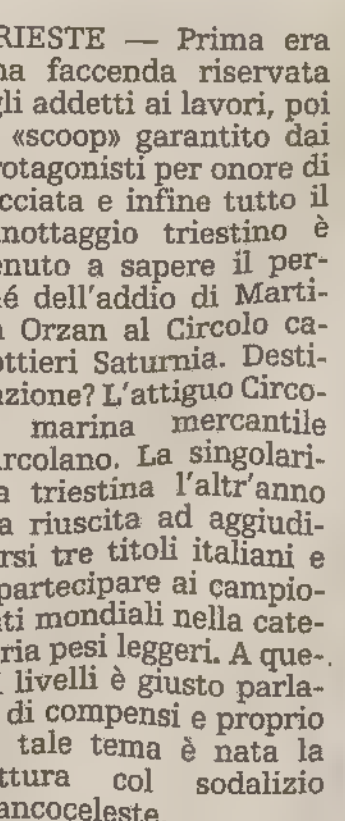 RIESTE — Prima era
na faccenda riservata
gli addetti ai lavori, poi
«scoop» garantito dai
rotagonisti per onore di
cciata e infine tutto il
nottaggio triestino è
enuto a sapere il per-
é dell'addio di Marti-
Orzan al Circolo ca-
ottieri Saturnia. Desti-
azione? L'attiguo Circo-
marina mercantile
rcolano. La singolari-
a triestina l'altr'anno
a riuscita ad aggiudi-
rsi tre titoli italiani e
partecipare ai campio-
ti mondiali nella cate-
ria pesi leggeri. A que-
livelli è giusto parla-
di compensi e proprio
tale tema è nata la
ttura col sodalizio
ancoceleste